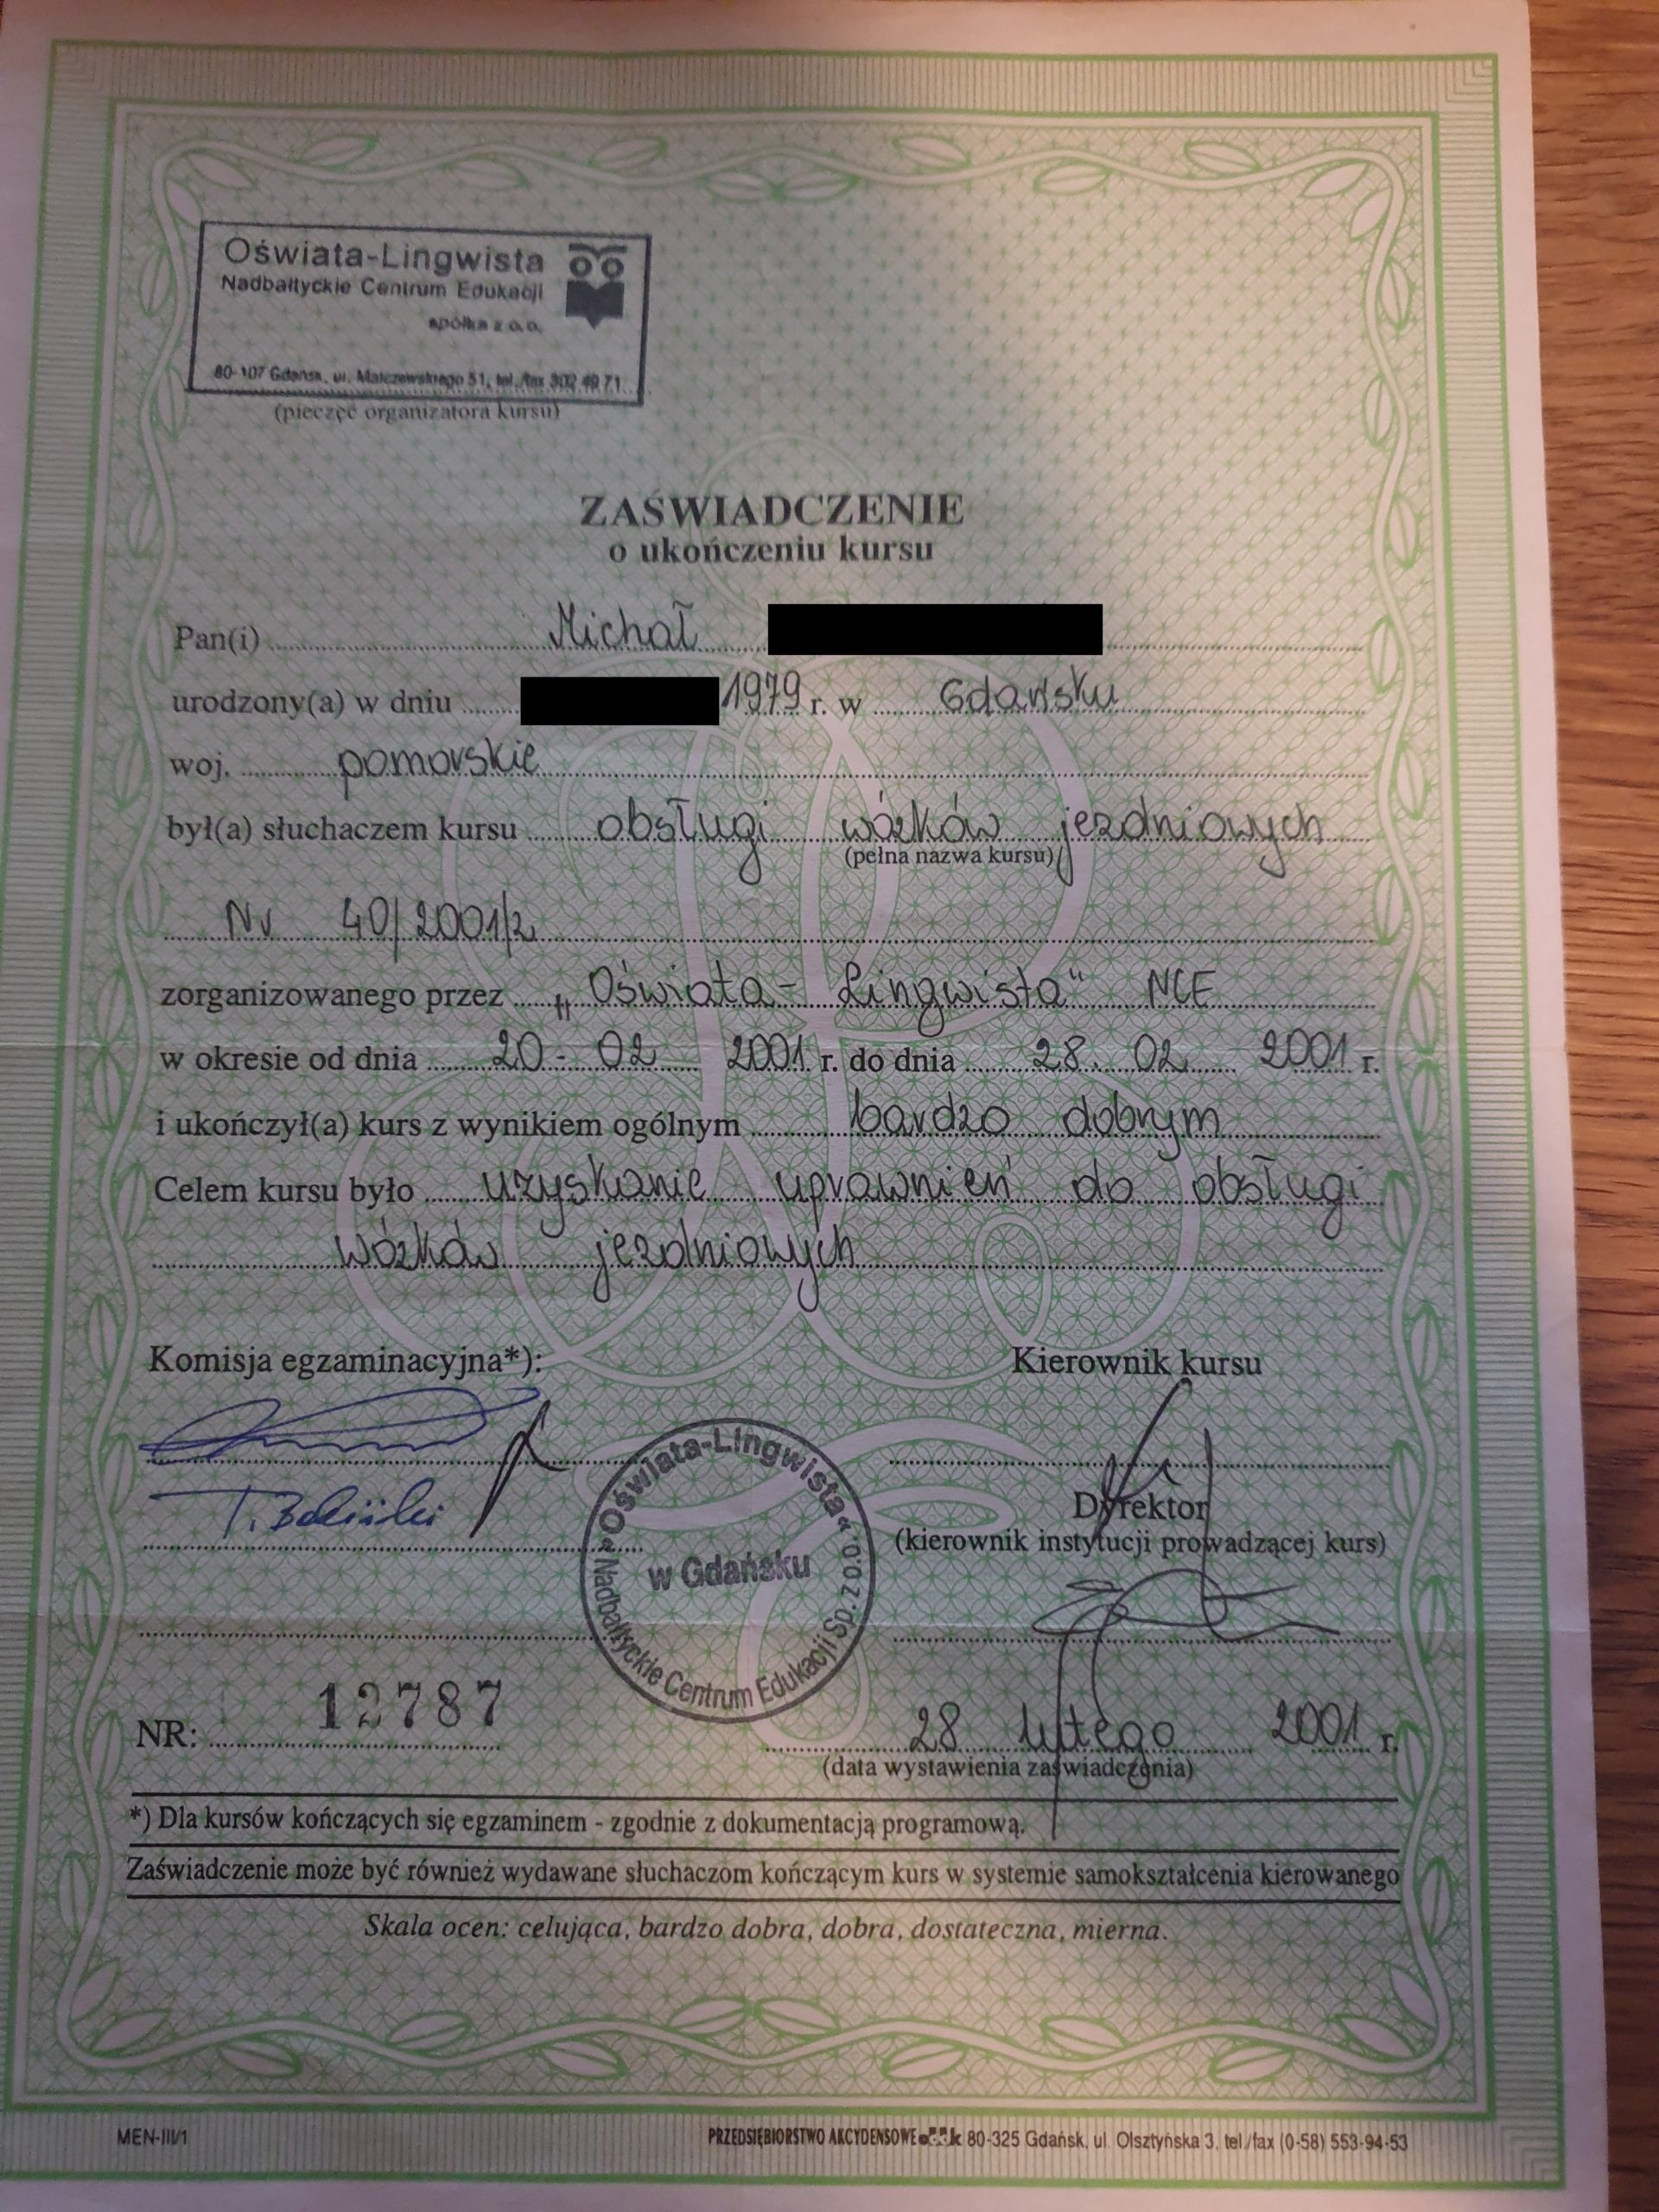 Oświata-Lingwista
Nadbałtyckie Centrum Edukacji
spółka z o.o.
80-107 Gdańsk, ul. Malczewskiego 51, tel./fax 302 49 71
(pieczęć organizatora kursu)
ZAŚWIADCZENIE
o ukończeniu kursu
Pan(i) Michał
urodzony(a) w dniu 1979 r. w Gdańsku
woj. pomorskie
był(a) słuchaczem kursu obsługi wózków jezdniowych
(pełna nazwa kursu)
Nr 40/2001/2
zorganizowanego przez „Oświata-Lingwista" NCE
w okresie od dnia 20-02 2001 r. do dnia 28.02 2001 r.
i ukończył(a) kurs z wynikiem ogólnym bardzo dobrym
Celem kursu było uzyskanie uprawnień do obsługi
wózków jezdniowych
Komisja egzaminacyjna*): Kierownik kursu
Dyrektor
(kierownik instytucji prowadzącej kurs)
«Oświata-Lingwista«
Nadbałtyckie Centrum Edukacji Sp. z o.o.
w Gdańsku
NR: 12787
28 lutego 2001 r.
(data wystawienia zaświadczenia)
*) Dla kursów kończących się egzaminem - zgodnie z dokumentacją programową.
Zaświadczenie może być również wydawane słuchaczom kończącym kurs w systemie samokształcenia kierowanego
Skala ocen: celująca, bardzo dobra, dobra, dostateczna, mierna.
MEN-III/1 PRZEDSIĘBIORSTWO AKCYDENSOWE 80-325 Gdańsk, ul. Olsztyńska 3, tel./fax (0-58) 553-94-53